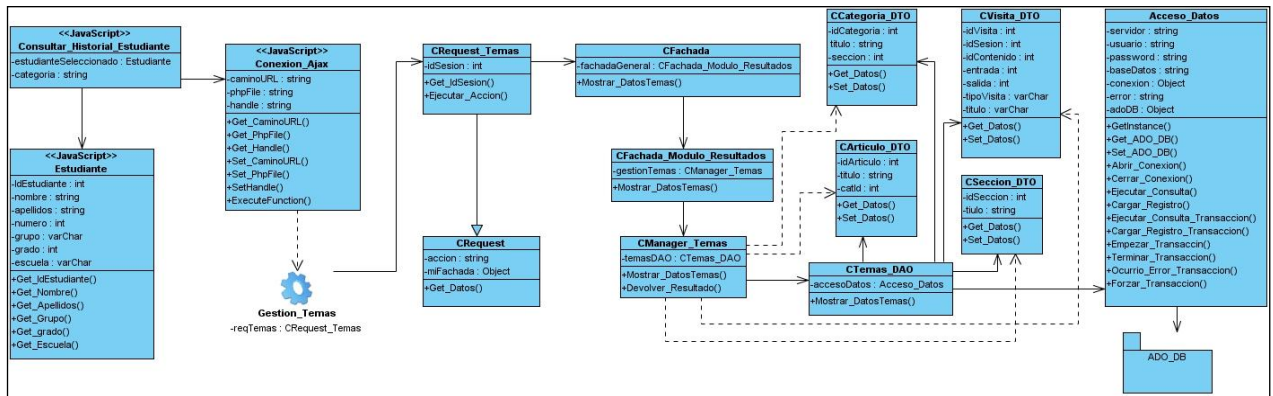 <<JavaScript>>
Consultar_Historial_Estudiante
-estudianteSeleccionado : Estudiante
-categoria : string
<<JavaScript>>
Estudiante
-IdEstudiante : int
-nombre : string
-apellidos : string
-numero : int
-grupo : varChar
-grado : int
-escuela : varChar
+Get_IdEstudiante()
+Get_Nombre()
+Get_Apellidos()
+Get_Grupo()
+Get_grado()
+Get_Escuela()
<<JavaScript>>
Conexion_Ajax
-caminoURL : string
-phpFile : string
-handle : string
+Get_CaminoURL()
+Get_PhpFile()
+Get_Handle()
+Set_CaminoURL()
+Set_PhpFile()
+SetHandle()
+ExecuteFunction()
Gestion_Temas
-reqTemas : CRequest_Temas
CRequest_Temas
-idSesion : int
+Get_IdSesion()
+Ejecutar_Accion()
CRequest
-accion : string
-miFachada : Object
+Get_Datos()
CFachada
-fachadaGeneral : CFachada_Modulo_Resultados
+Mostrar_DatosTemas()
CFachada_Modulo_Resultados
-gestionTemas : CManager_Temas
+Mostrar_DatosTemas()
CManager_Temas
-temasDAO : CTemas_DAO
+Mostrar_DatosTemas()
+Devolver_Resultado()
CCategoria_DTO
-idCategoria : int
titulo : string
-seccion : int
+Get_Datos()
+Set_Datos()
CArticulo_DTO
-idArticulo : int
-titulo : string
-catId : int
+Get_Datos()
+Set_Datos()
CTemas_DAO
-accesoDatos : Acceso_Datos
+Mostrar_DatosTemas()
CVisita_DTO
-idVisita : int
-idSesion : int
-idContenido : int
-entrada : int
-salida : int
-tipoVisita : varChar
-titulo : varChar
+Get_Datos()
+Set_Datos()
CSeccion_DTO
-idSeccion : int
-tiulo : string
+Get_Datos()
+Set_Datos()
Acceso_Datos
-servidor : string
-usuario : string
-password : string
-baseDatos : string
-conexion : Object
-error : string
-adoDB : Object
+GetInstance()
+Get_ADO_DB()
+Set_ADO_DB()
+Abrir_Conexion()
+Cerrar_Conexion()
+Ejecutar_Consulta()
+Cargar_Registro()
+Ejecutar_Consulta_Transaccion()
+Cargar_Registro_Transaccion()
+Empezar_Transaccin()
+Terminar_Transaccion()
+Ocurrio_Error_Transaccion()
+Forzar_Transaccion()
ADO_DB